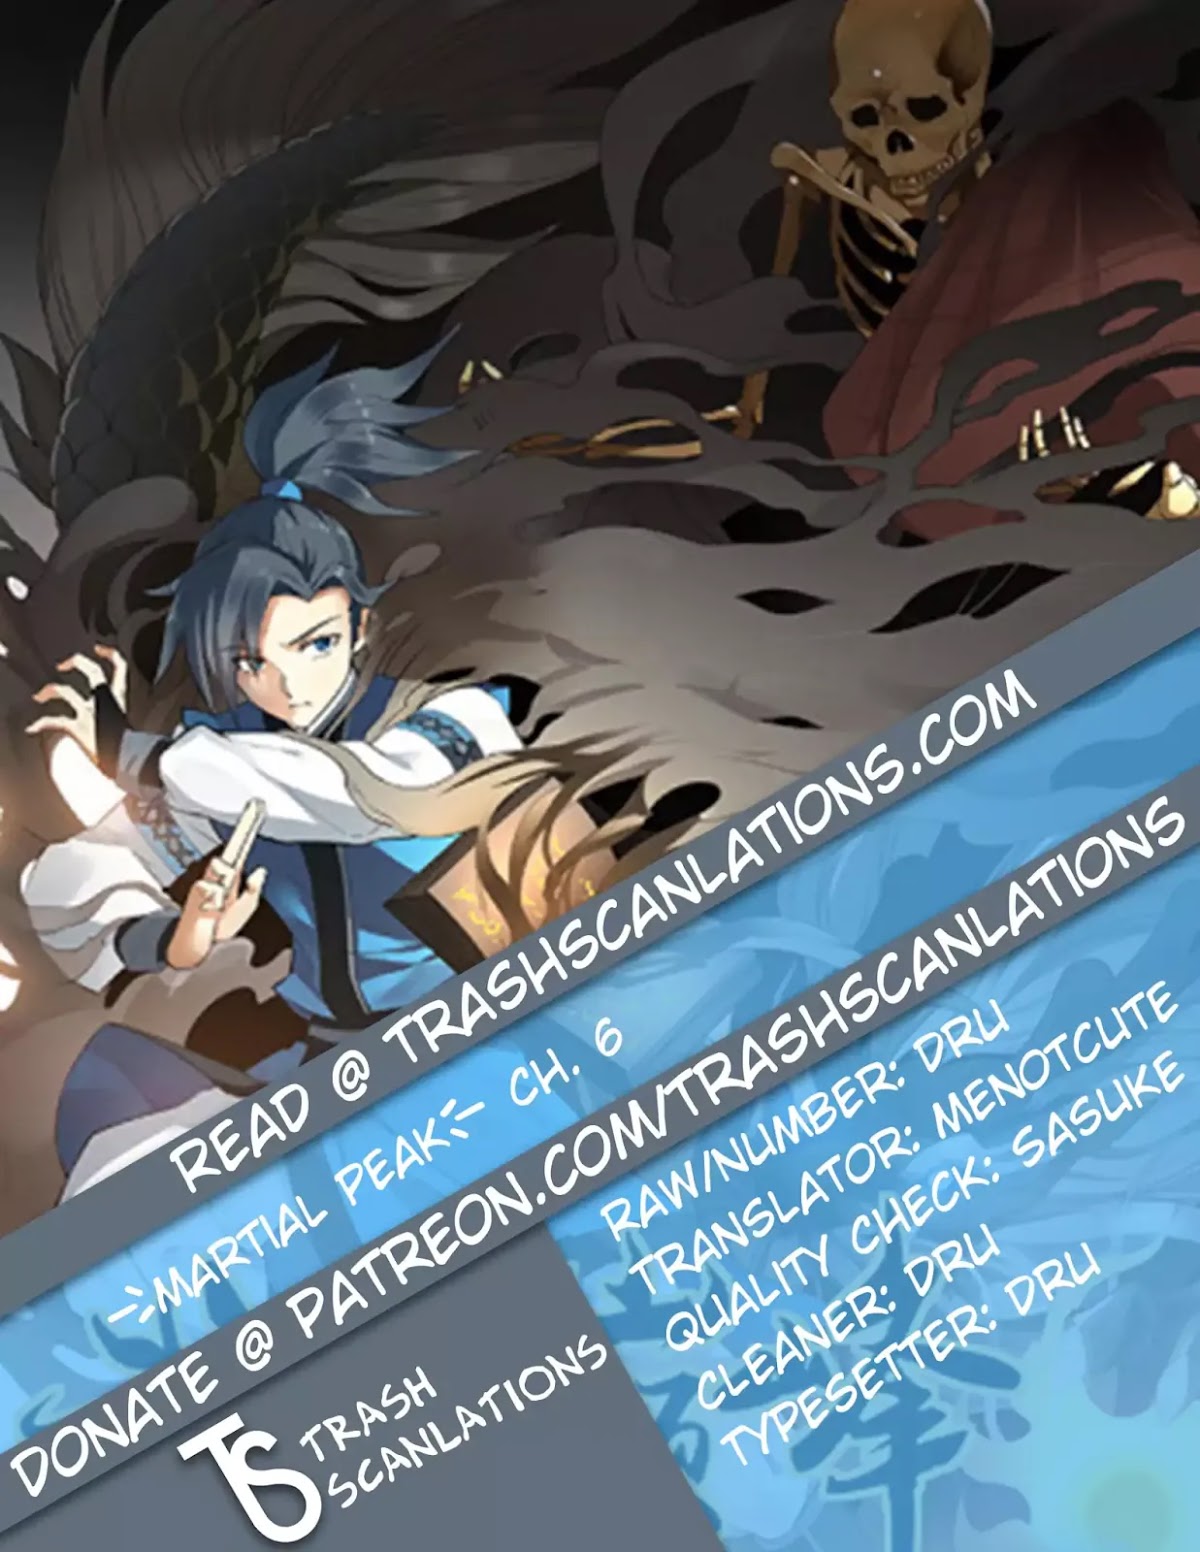 READ @ TRASHSCANLATIONS.COM
MARTIAL PEAK CH. 6
DONATE @ PATREON.COM/TRASHSCANLATIONS
RAW/NUMBER: DRU
TRANSLATOR: MENOTCUTE
QUALITY CHECK: SASUKE
CLEANER: DRU
TYPESETTER: DRU
TS TRASH
SCANLATIONS